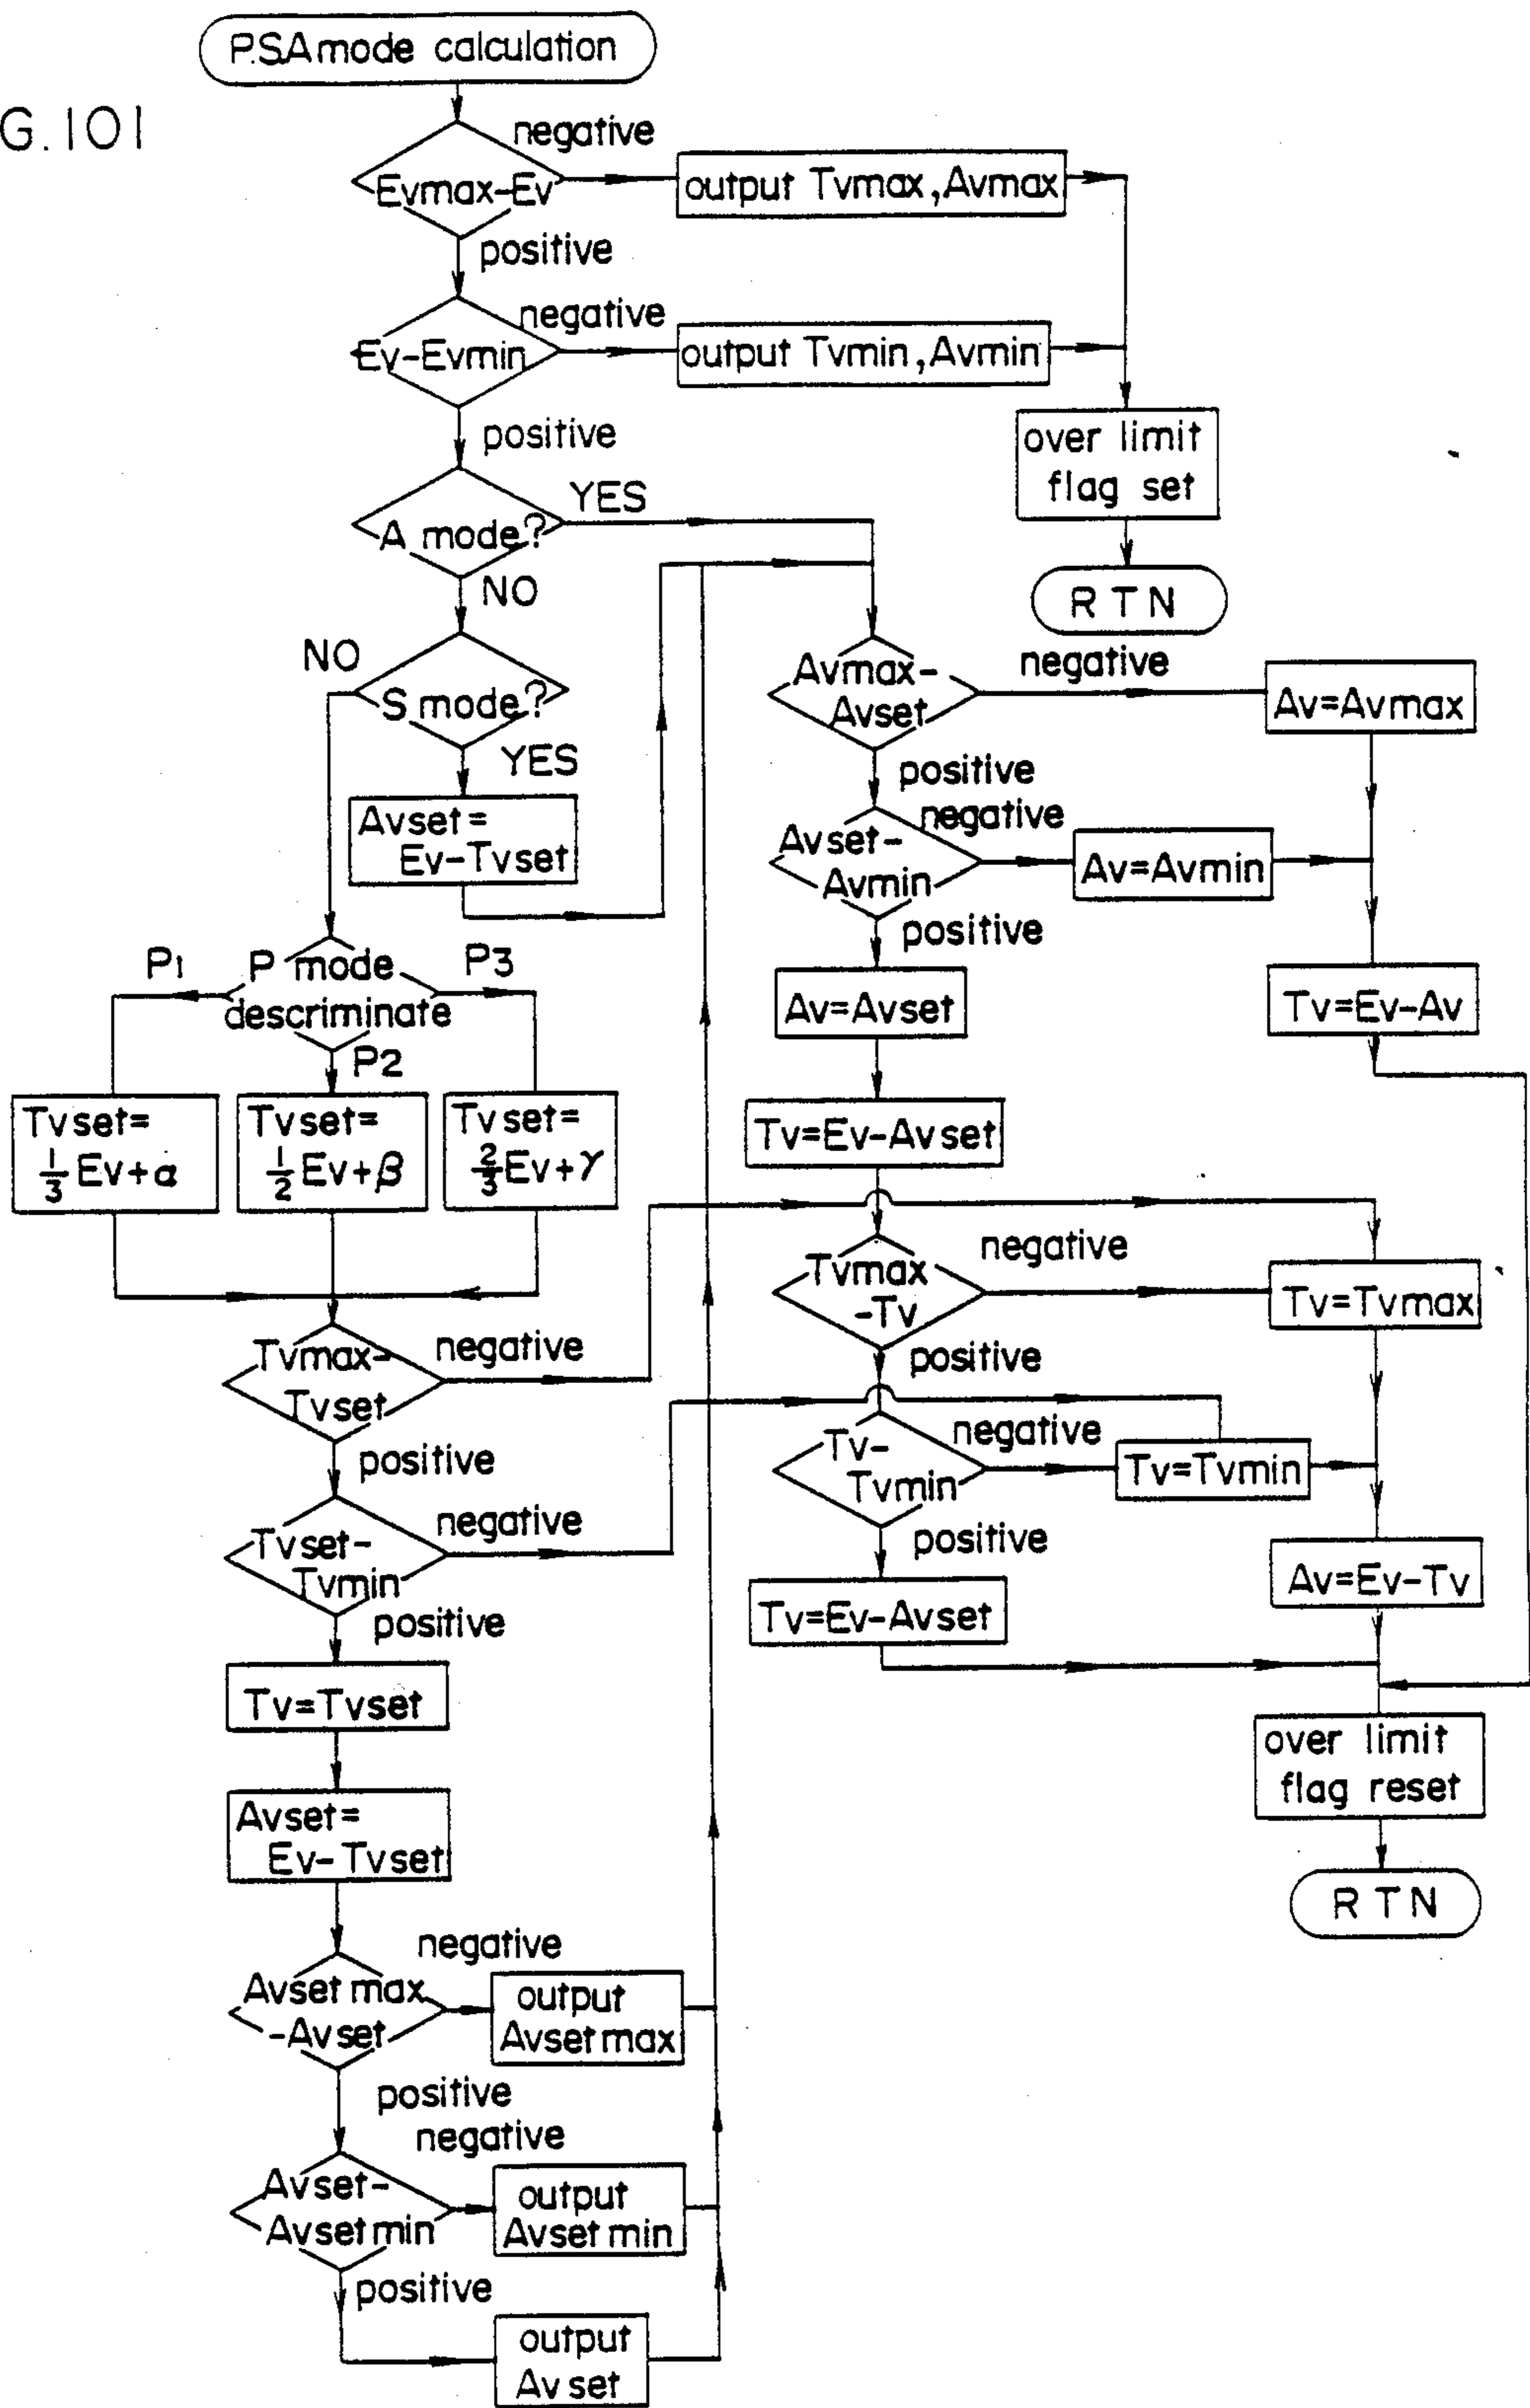 P.S.A mode calculation
G. 101
negative
Evmax-Ev
output Tvmax, Avmax
positive
negative
Ev-Evmin
output Tvmin, Avmin
positive
over limit
flag set
RTN
A mode?
YES
NO
NO
S mode?
YES
Avset=
Ev-Tvset
P mode
descriminate
P1
P3
P2
Tvset=
1/3 Ev+α
Tvset=
1/2 Ev+β
Tvset=
2/3 Ev+γ
Tvmax-
Tvset
negative
positive
Tvset-
Tvmin
negative
positive
Tv=Tvset
Avset=
Ev-Tvset
negative
Avset max
-Avset
output
Avset max
positive
negative
Avset-
Avset min
output
Avset min
positive
output
Avset
Avmax-
Avset
negative
Av=Avmax
positive
negative
Avset-
Avmin
Av=Avmin
positive
Av=Avset
Tv=Ev-Av
Tv=Ev-Avset
Tvmax
-Tv
negative
Tv=Tvmax
positive
Tv-
Tvmin
negative
Tv=Tvmin
positive
Av=Ev-Tv
Tv=Ev-Avset
over limit
flag reset
RTN